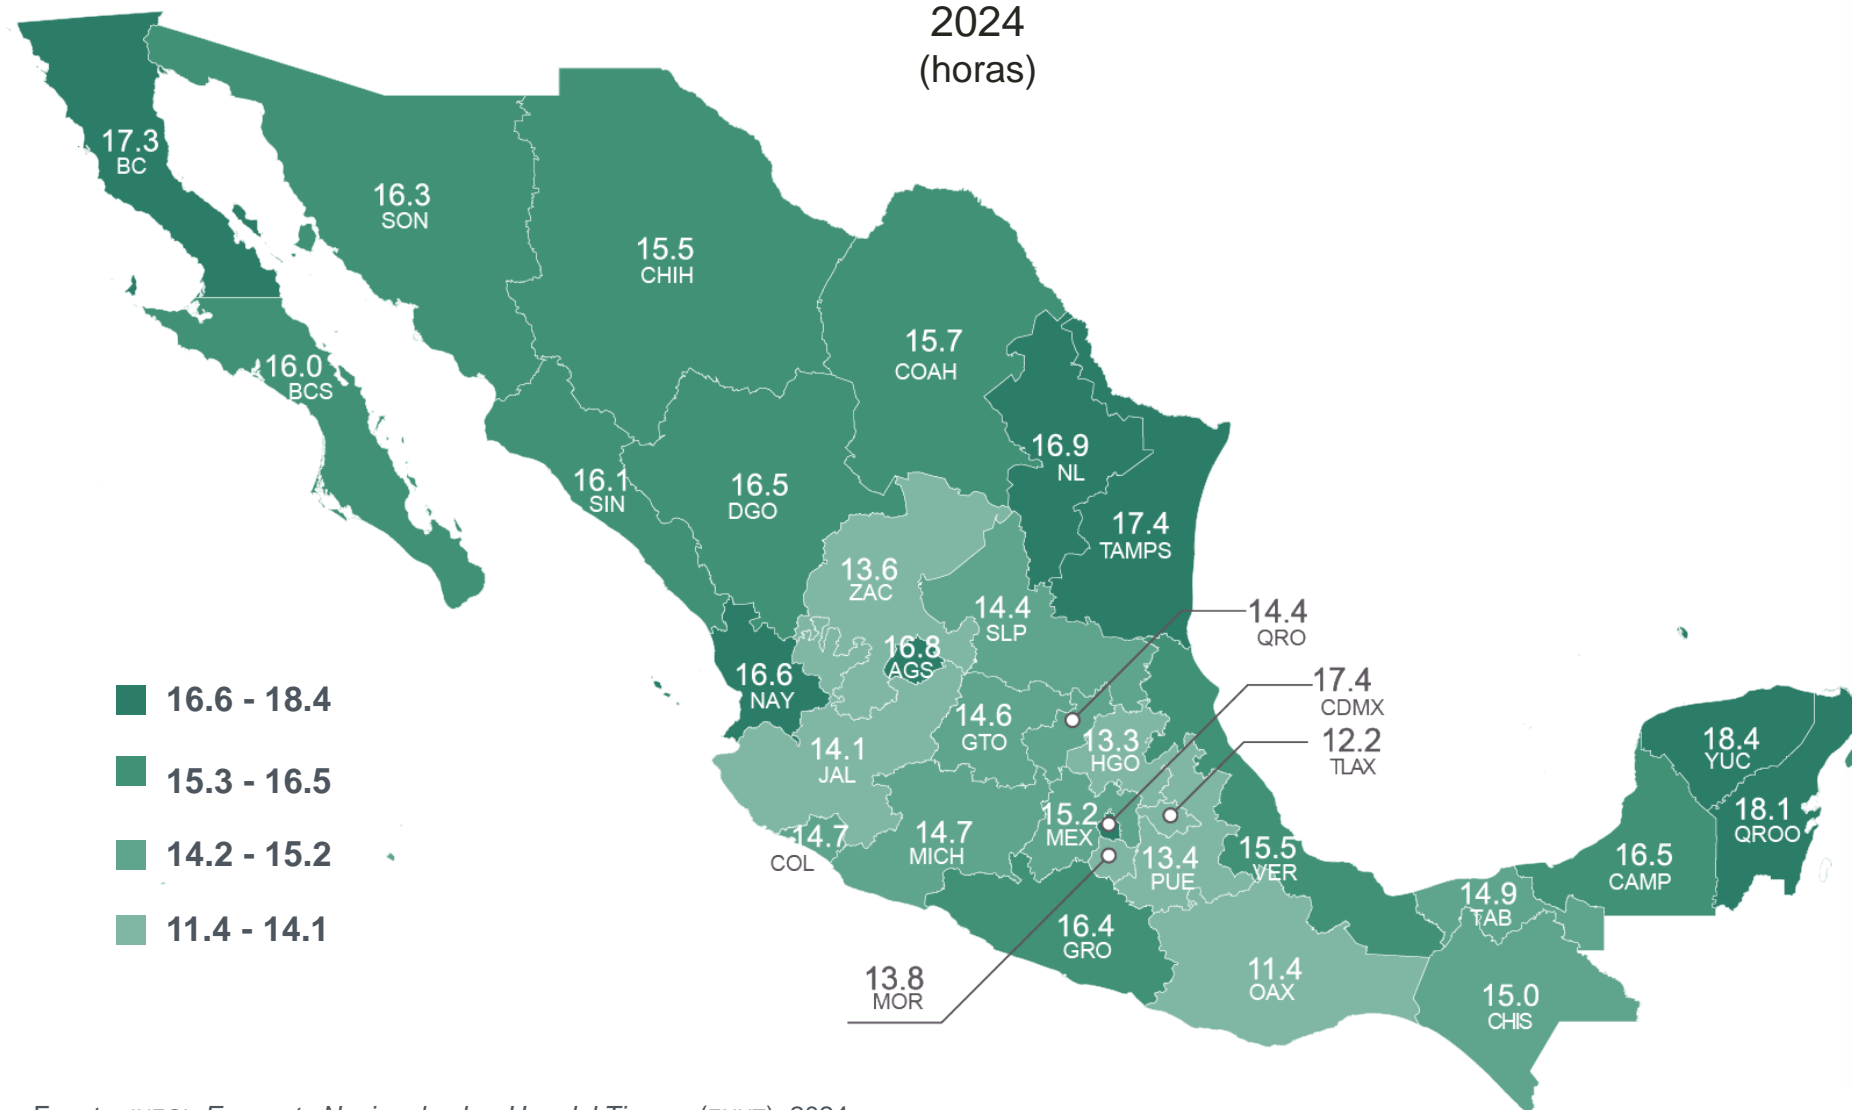 2024
(horas)
17.3
BC
16.3
SON
15.5
CHIH
15.7
COAH
16.0
BCS
16.9
NL
16.1
SIN
16.5
DGO
17.4
TAMPS
13.6
ZAC
14.4
SLP
14.4
QRO
16.8
AGS
16.6
NAY
17.4
CDMX
14.6
GTO
13.3
HGO
12.2
TLAX
14.1
JAL
18.4
YUC
18.1
QROO
15.2
MEX
14.7
COL
14.7
MICH
13.4
PUE
15.5
VER
16.5
CAMP
14.9
TAB
16.4
GRO
13.8
MOR
11.4
OAX
15.0
CHIS
16.6 - 18.4
15.3 - 16.5
14.2 - 15.2
11.4 - 14.1